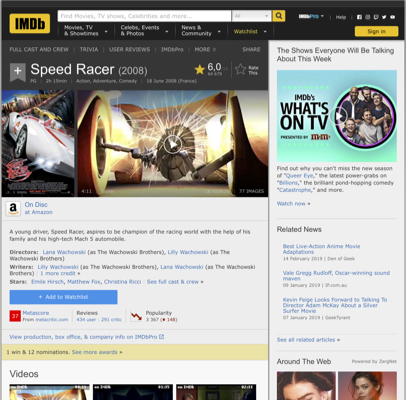 IMDb
Find Movies, TV shows, Celebrities and more...
All
Movies, TV & Showtimes
Celebs, Events & Photos
News & Community
Watchlist
IMDbPro
Help
Sign in
FULL CAST AND CREW | TRIVIA | USER REVIEWS | IMDbPro | MORE
SHARE
Speed Racer (2008)
6,0
Rate This
PG | 2h 15min | Action, Adventure, Comedy | 18 June 2008 (France)
4:11
77 IMAGES
On Disc
at Amazon
A young driver, Speed Racer, aspires to be champion of the racing world with the help of his
family and his high-tech Mach 5 automobile.
Directors: Lana Wachowski (as The Wachowski Brothers), Lilly Wachowski (as The
Wachowski Brothers)
Writers: Lilly Wachowski (as The Wachowski Brothers), Lana Wachowski (as The Wachowski
Brothers) | 1 more credit »
Stars: Emile Hirsch, Matthew Fox, Christina Ricci | See full cast & crew »
+ Add to Watchlist
37
Metascore
From metacritic.com
Reviews
434 user | 291 critic
Popularity
3 367 (♦ 148)
View production, box office, & company info on IMDbPro
1 win & 12 nominations. See more awards »
Videos
The Shows Everyone Will Be Talking
About This Week
IMDb's
WHAT'S
ON TV
PRESENTED BY
Find out why you can't miss the new season
of "Queer Eye," the latest power-grabs on
"Billions," the brilliant pond-hopping comedy
"Catastrophe," and more.
Watch now »
Related News
Best Live-Action Anime Movie
Adaptations
14 February 2019 | Den of Geek
Vale Gregg Rudloff, Oscar-winning sound
maven
09 January 2019 | IF.com.au
Kevin Feige Looks Forward to Talking To
Director Adam McKay About a Silver
Surfer Movie
07 January 2019 | GeekTyrant
See all related articles »
Around The Web
Powered by ZergNet